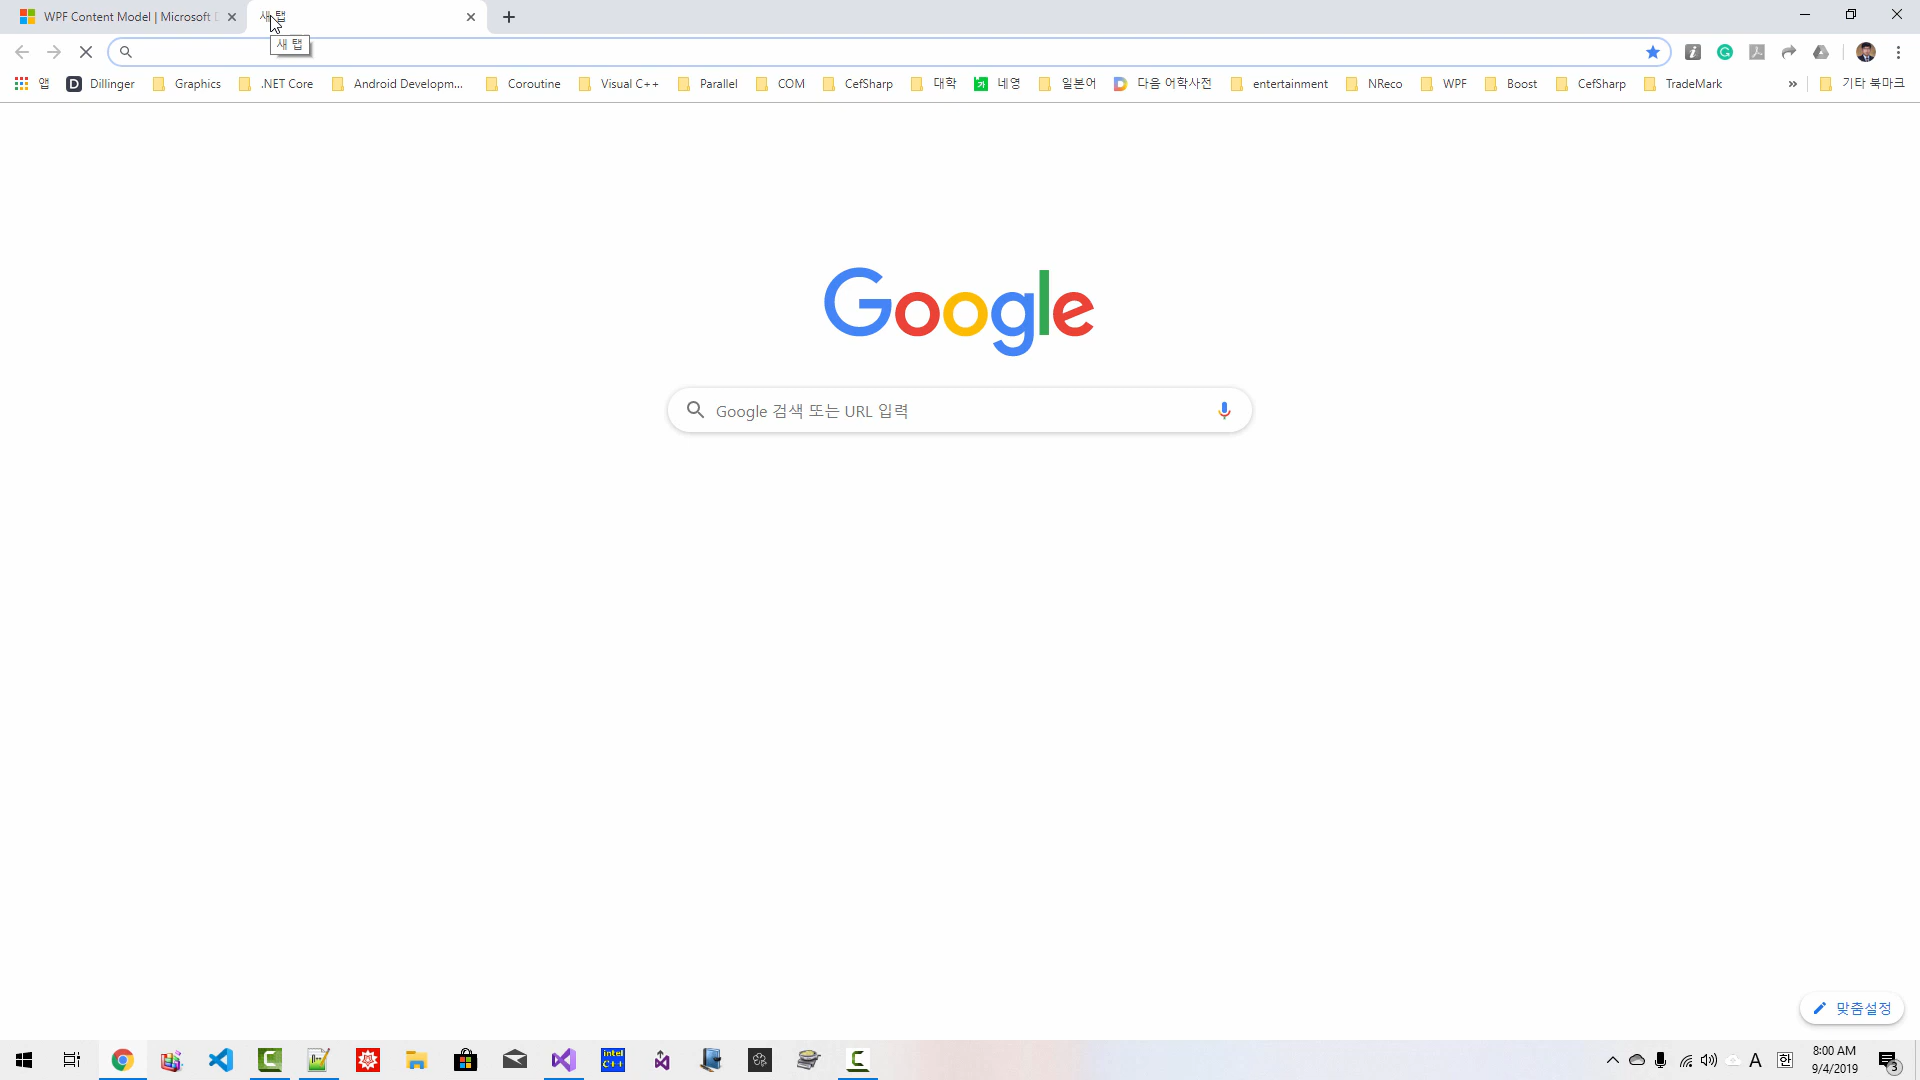 WPF Content Model | Microsoft D
새 탭
새 탭
앱 Dillinger Graphics .NET Core Android Developm... Coroutine Visual C++ Parallel COM CefSharp 대학 네영 일본어 다음 어학사전 entertainment NReco WPF Boost CefSharp TradeMark » 기타 북마크
Google
Google 검색 또는 URL 입력
맞춤설정
intel C++
A 한 8:00 AM
9/4/2019
3